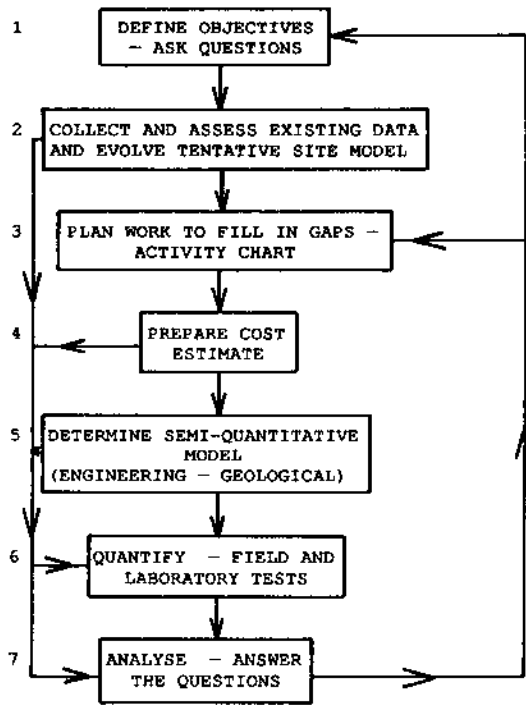 1
DEFINE OBJECTIVES
— ASK QUESTIONS
2
COLLECT AND ASSESS EXISTING DATA
AND EVOLVE TENTATIVE SITE MODEL
3
PLAN WORK TO FILL IN GAPS —
ACTIVITY CHART
4
PREPARE COST
ESTIMATE
5
DETERMINE SEMI-QUANTITATIVE
MODEL
(ENGINEERING — GEOLOGICAL)
6
QUANTIFY — FIELD AND
LABORATORY TESTS
7
ANALYSE — ANSWER
THE QUESTIONS